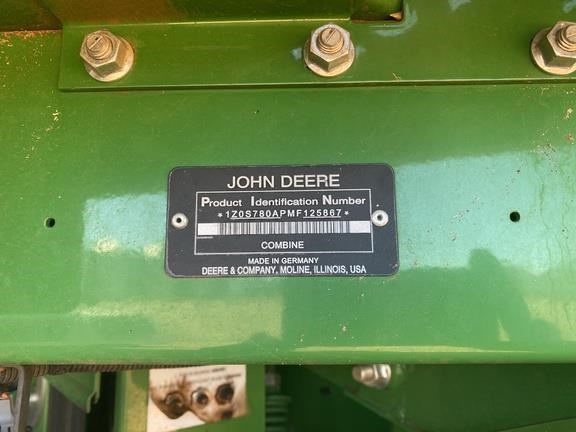 JOHN DEERE
Product Identification Number
*1Z0S780APMF125867*
COMBINE
MADE IN GERMANY
DEERE & COMPANY, MOLINE, ILLINOIS, USA